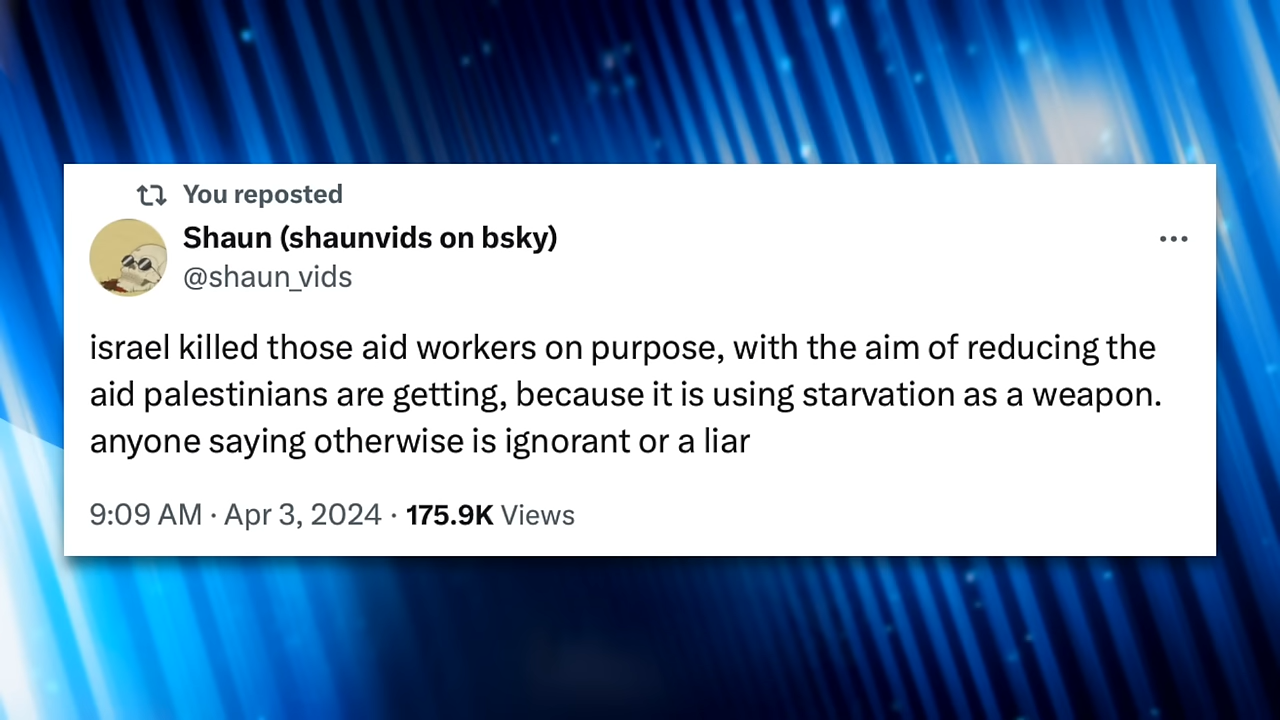 You reposted
Shaun (shaunvids on bsky)
@shaun_vids
israel killed those aid workers on purpose, with the aim of reducing the
aid palestinians are getting, because it is using starvation as a weapon.
anyone saying otherwise is ignorant or a liar
9:09 AM · Apr 3, 2024 · 175.9K Views